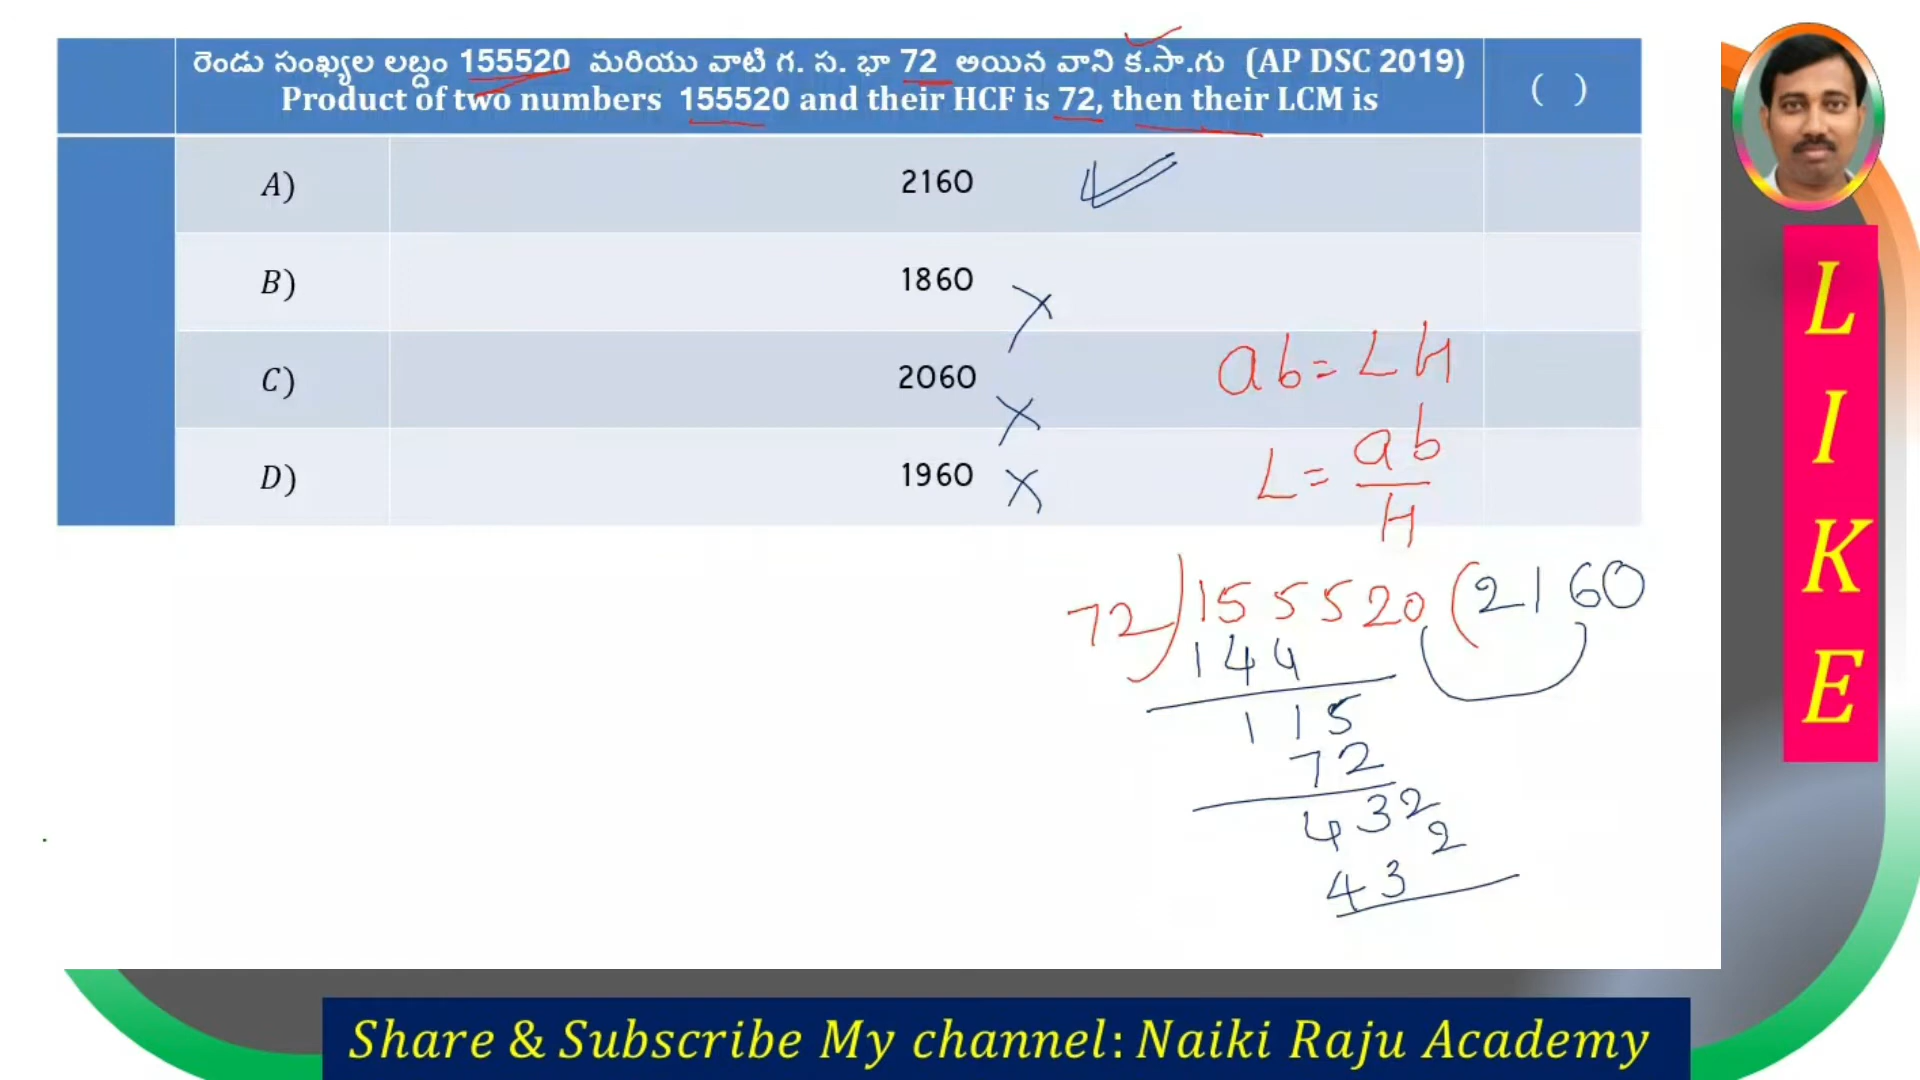 రెండు సంఖ్యల లబ్దం 155520 మరియు వాటి గ. స. భా 72 అయిన వాని క.సా.గు (AP DSC 2019)
Product of two numbers 155520 and their HCF is 72, then their LCM is
( )
A) 2160
B) 1860
C) 2060
D) 1960
ab = LH
L = ab
H
72) 155520 (2160
144
115
72
432
432
L
I
K
E
Share & Subscribe My channel: Naiki Raju Academy